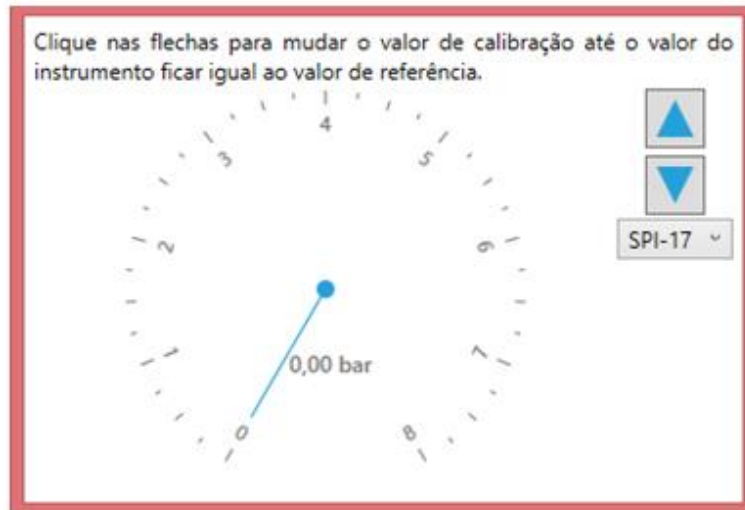 Clique nas flechas para mudar o valor de calibração até o valor do
instrumento ficar igual ao valor de referência.
4
3
5
2
6
SPI-17
1
7
0,00 bar
0
8